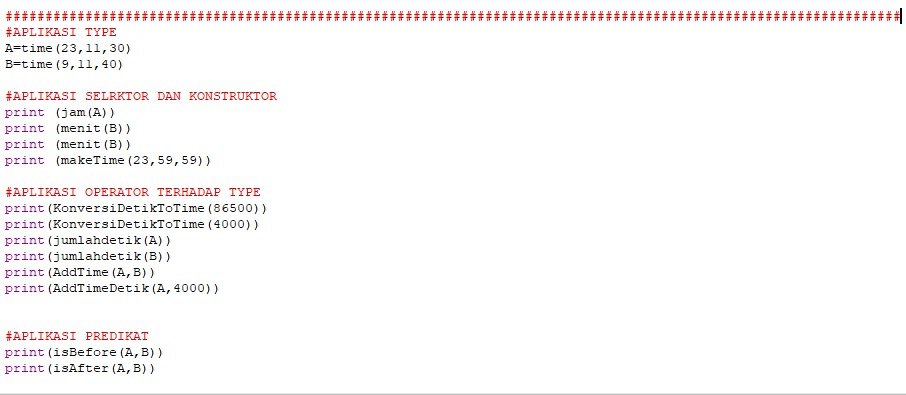 ##################################################################################################################
#APLIKASI TYPE
A=time(23,11,30)
B=time(9,11,40)
#APLIKASI SELRKTOR DAN KONSTRUKTOR
print (jam(A))
print (menit(B))
print (menit(B))
print (makeTime(23,59,59))
#APLIKASI OPERATOR TERHADAP TYPE
print(KonversiDetikToTime(86500))
print(KonversiDetikToTime(4000))
print(jumlahdetik(A))
print(jumlahdetik(B))
print(AddTime(A,B))
print(AddTimeDetik(A,4000))
#APLIKASI PREDIKAT
print(isBefore(A,B))
print(isAfter(A,B))